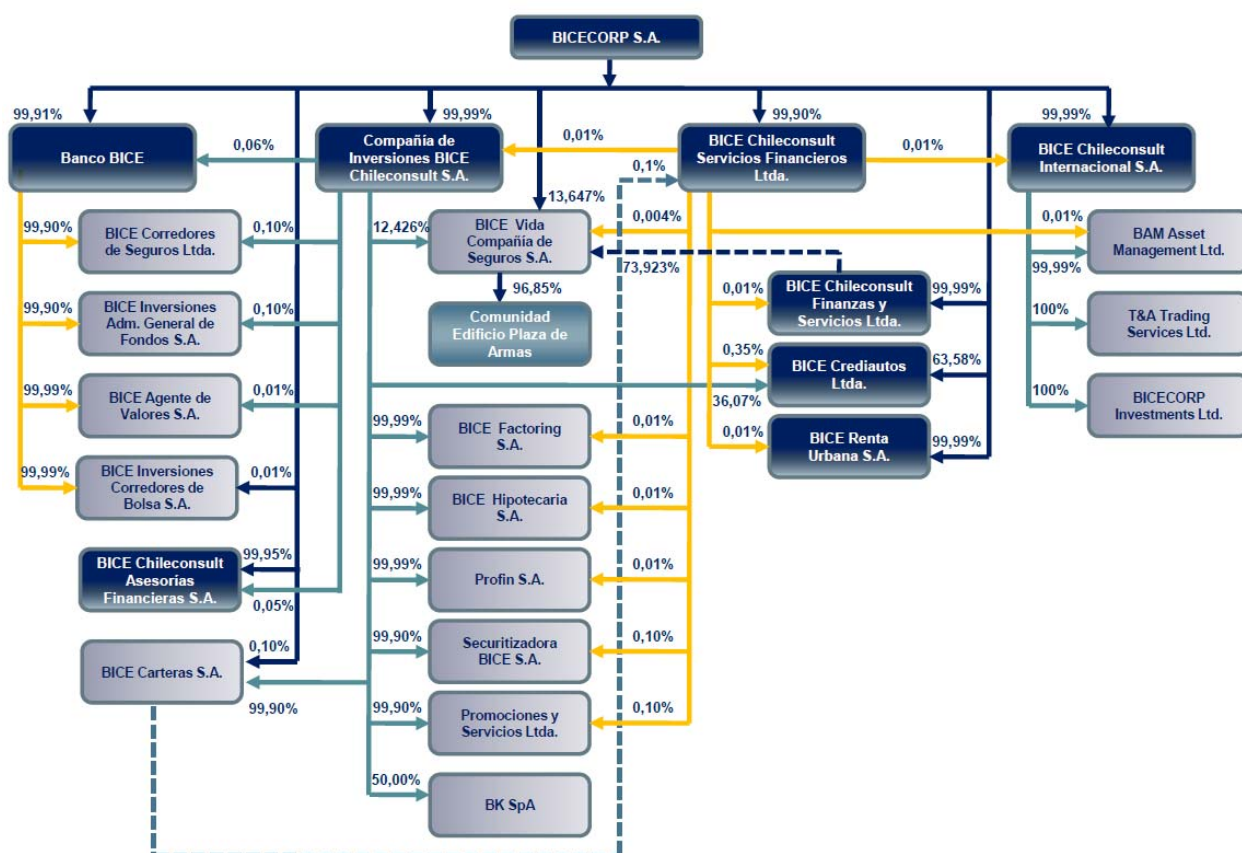 BICECORP S.A.
99,91%
99,99%
99,90%
99,99%
Banco BICE
0,06%
Compañía de
Inversiones BICE
Chileconsult S.A.
0,01%
BICE Chileconsult
Servicios Financieros
Ltda.
0,01%
BICE Chileconsult
Internacional S.A.
0,1%
13,647%
99,90%
BICE Corredores
de Seguros Ltda.
0,10%
12,426%
BICE Vida
Compañía de
Seguros S.A.
0,004%
73,923%
0,01%
BAM Asset
Management Ltd.
99,99%
96,85%
Comunidad
Edificio Plaza de
Armas
0,01%
BICE Chileconsult
Finanzas y
Servicios Ltda.
99,99%
99,90%
BICE Inversiones
Adm. General de
Fondos S.A.
0,10%
100%
T&A Trading
Services Ltd.
0,35%
BICE Crediautos
Ltda.
63,58%
36,07%
99,99%
BICE Agente de
Valores S.A.
0,01%
100%
BICECORP
Investments Ltd.
99,99%
BICE Factoring
S.A.
0,01%
0,01%
BICE Renta
Urbana S.A.
99,99%
99,99%
BICE Inversiones
Corredores de
Bolsa S.A.
0,01%
99,99%
BICE Hipotecaria
S.A.
0,01%
BICE Chileconsult
Asesorías
Financieras S.A.
99,95%
0,05%
99,99%
Profin S.A.
0,01%
BICE Carteras S.A.
0,10%
99,90%
99,90%
Securitizadora
BICE S.A.
0,10%
99,90%
Promociones y
Servicios Ltda.
0,10%
50,00%
BK SpA